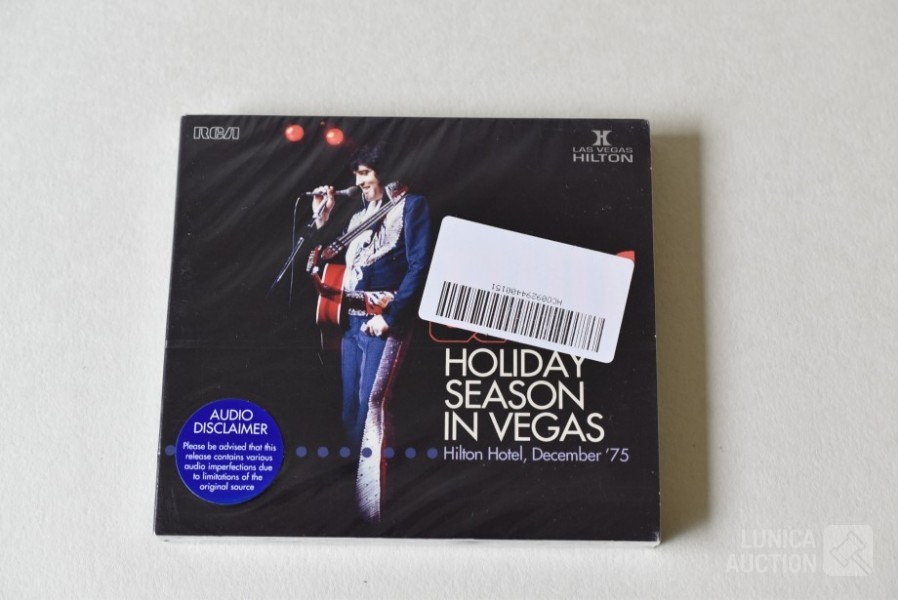 RCA
LAS VEGAS
HILTON
HCD09294400151
HOLIDAY
SEASON
IN VEGAS
Hilton Hotel, December '75
AUDIO
DISCLAIMER
Please be advised that this
release contains various
audio imperfections due
to limitations of the
original source
LUNICA
AUCTION